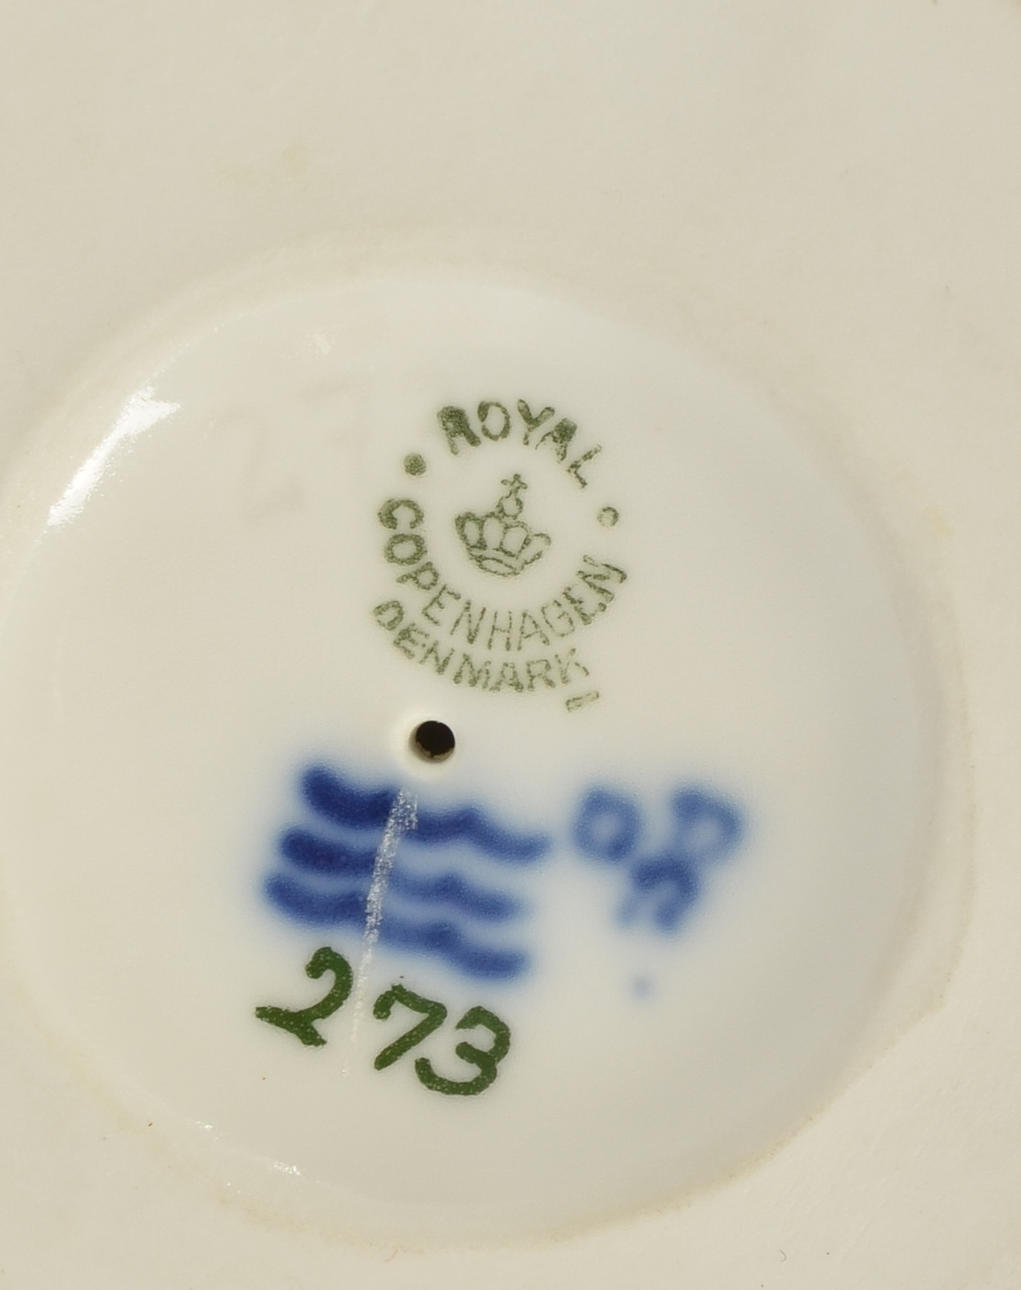 ROYAL
COPENHAGEN
DENMARK
273